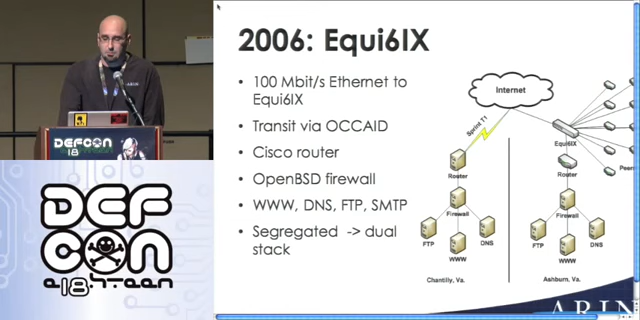 2006: Equi6IX
100 Mbit/s Ethernet to
Equi6IX
Transit via OCCAID
Cisco router
OpenBSD firewall
WWW, DNS, FTP, SMTP
Segregated -> dual
stack
Internet
Sprint T1
Equi6IX
Router
Router
Peers
Firewall
Firewall
FTP
DNS
WWW
FTP
DNS
WWW
Chantilly, Va.
Ashburn, Va.
ARIN
DEFCON
18
DEF
CON
e18hteen